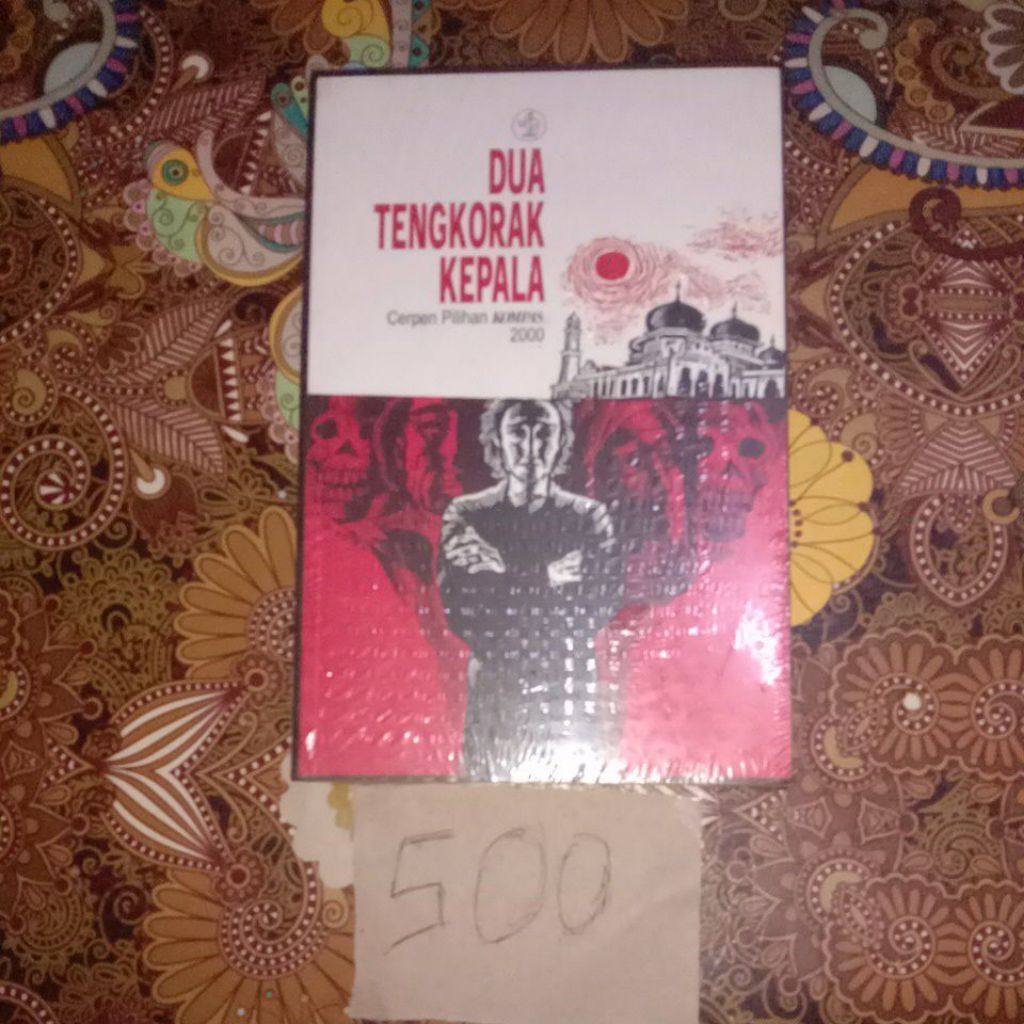 DUA
TENGKORAK
KEPALA
Cerpen Pilihan KOMPAS
2000
500